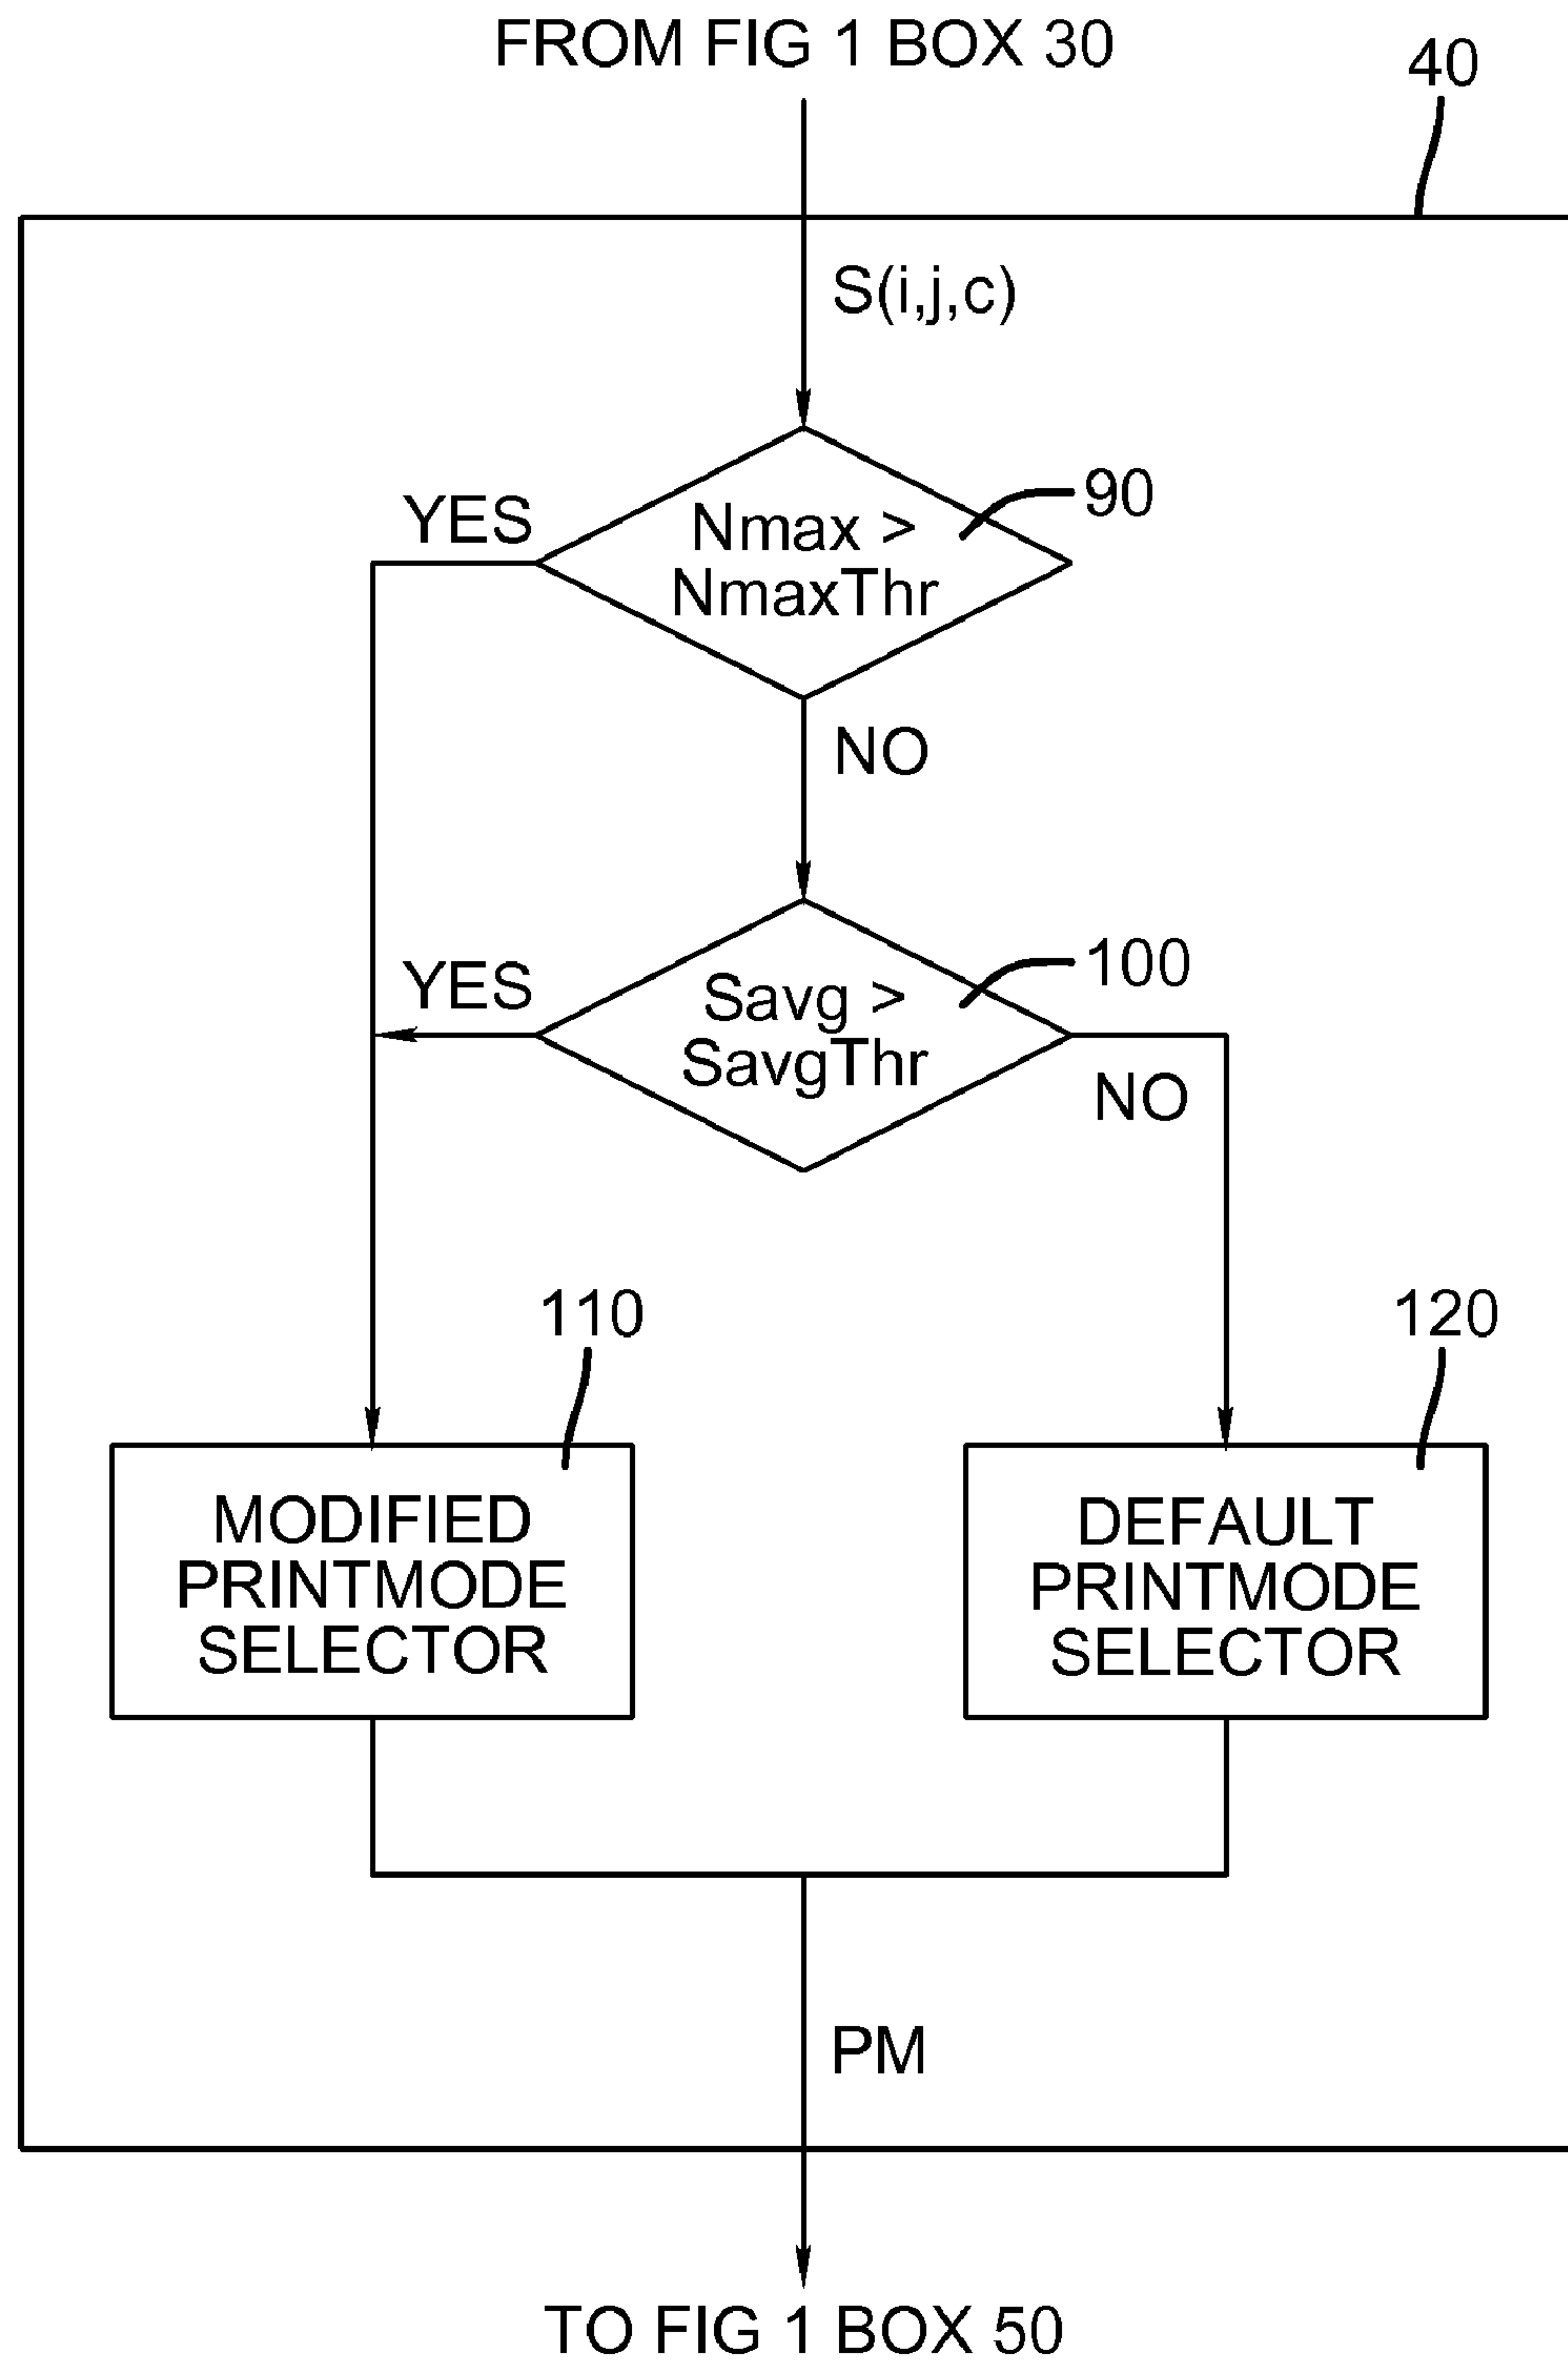 FROM FIG 1 BOX 30
40
S(i,j,c)
YES
Nmax >
NmaxThr
90
NO
YES
Savg >
SavgThr
100
NO
110
120
MODIFIED
PRINTMODE
SELECTOR
DEFAULT
PRINTMODE
SELECTOR
PM
TO FIG 1 BOX 50